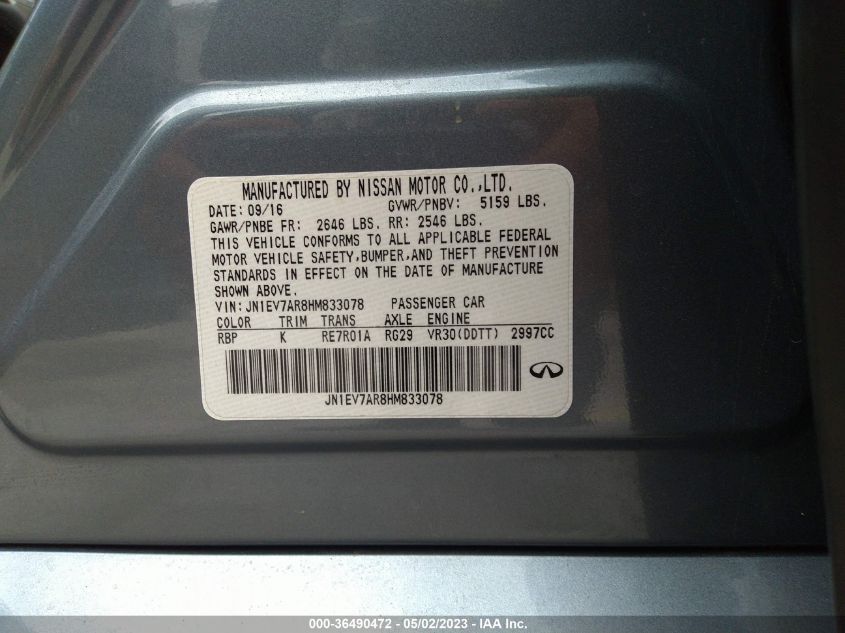 MANUFACTURED BY NISSAN MOTOR CO.,LTD.
DATE: 09/16 GVWR/PNBV: 5159 LBS.
GAWR/PNBE FR: 2646 LBS. RR: 2546 LBS.
THIS VEHICLE CONFORMS TO ALL APPLICABLE FEDERAL
MOTOR VEHICLE SAFETY,BUMPER,AND THEFT PREVENTION
STANDARDS IN EFFECT ON THE DATE OF MANUFACTURE
SHOWN ABOVE.
VIN: JN1EV7AR8HM833078 PASSENGER CAR
COLOR TRIM TRANS AXLE ENGINE
RBP K RE7R01A RG29 VR30(DDTT) 2997CC
JN1EV7AR8HM833078
000-36490472 - 05/02/2023 - IAA Inc.